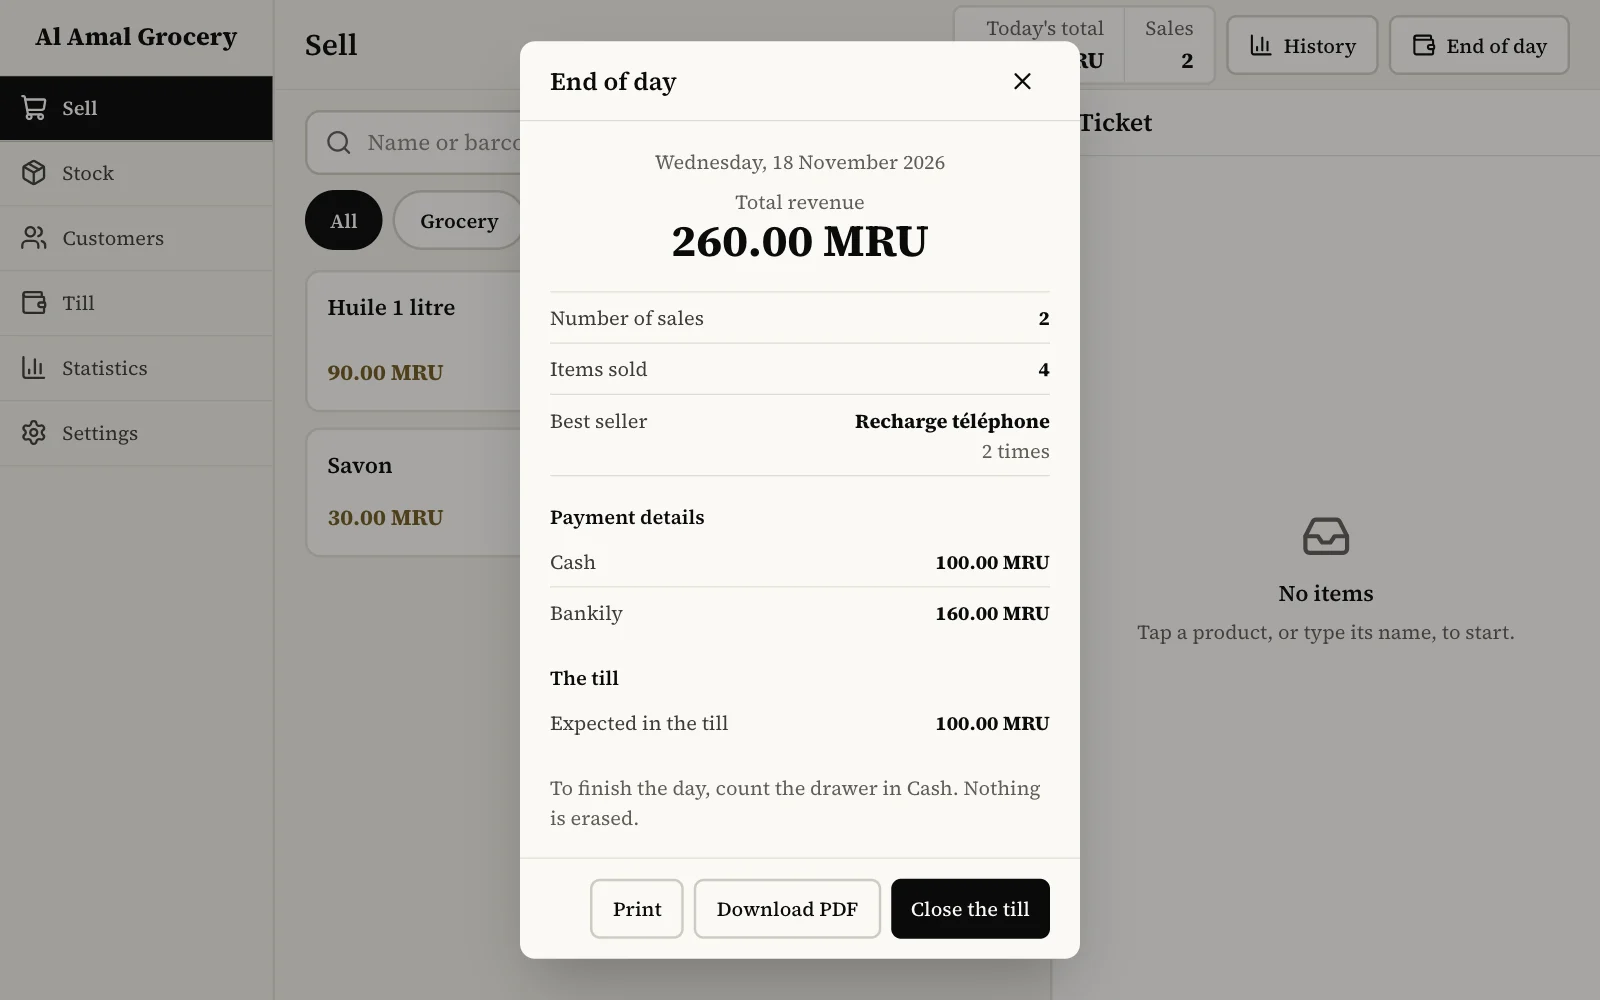 Al Amal Grocery
Sell
Stock
Customers
Till
Statistics
Settings
Sell
Today's total
RU
Sales
2
History
End of day
Name or barco
All
Grocery
Huile 1 litre
90.00 MRU
Savon
30.00 MRU
Ticket
No items
Tap a product, or type its name, to start.
End of day
Wednesday, 18 November 2026
Total revenue
260.00 MRU
Number of sales 2
Items sold 4
Best seller Recharge téléphone
2 times
Payment details
Cash 100.00 MRU
Bankily 160.00 MRU
The till
Expected in the till 100.00 MRU
To finish the day, count the drawer in Cash. Nothing
is erased.
Print
Download PDF
Close the till